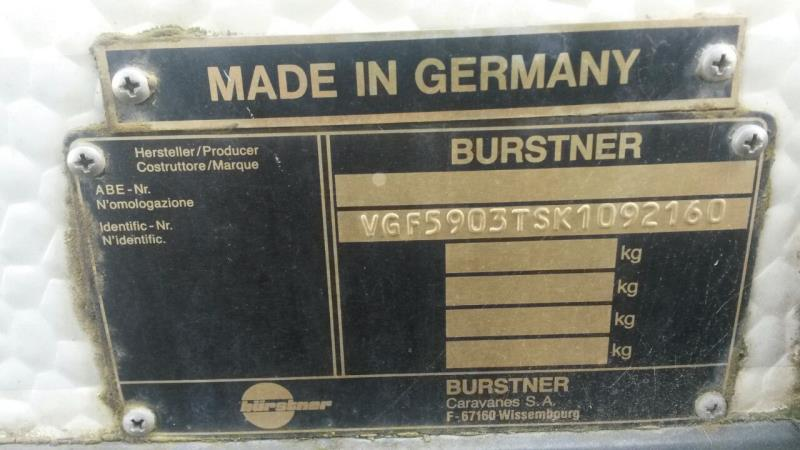 MADE IN GERMANY
Hersteller/Producer
Costruttore/Marque
BURSTNER
ABE-Nr.
N'omologazione
Identific-Nr.
N'identific.
VGF5903TSK1092160
kg
kg
kg
kg
bürstner
BURSTNER
Caravanes S.A.
F-67160 Wissembourg